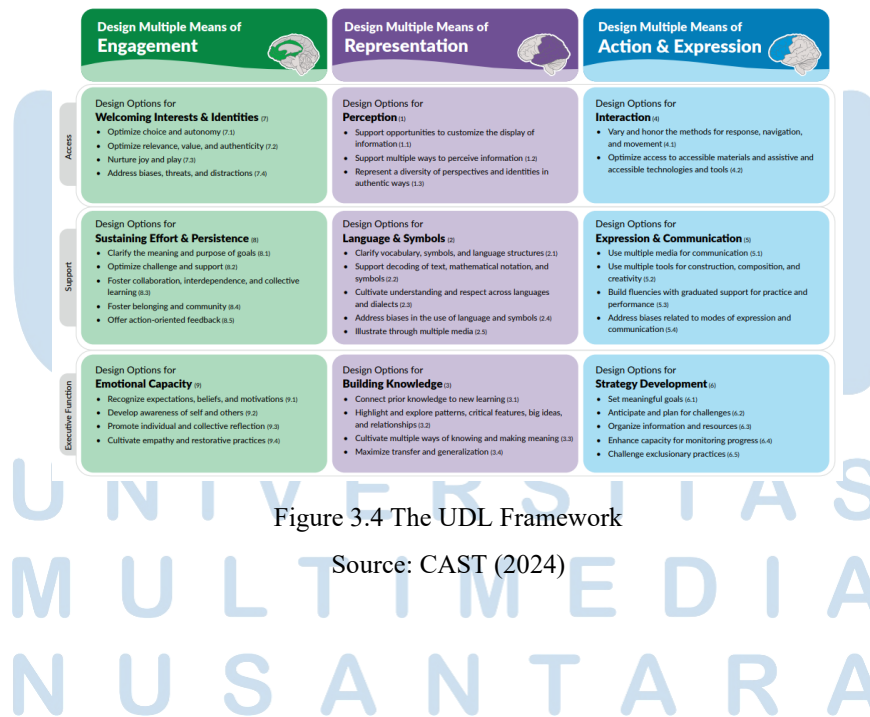 Design Multiple Means of
Engagement
Design Multiple Means of
Representation
Design Multiple Means of
Action & Expression
Access
Design Options for
Welcoming Interests & Identities (7)
• Optimize choice and autonomy (7.1)
• Optimize relevance, value, and authenticity (7.2)
• Nurture joy and play (7.3)
• Address biases, threats, and distractions (7.4)
Design Options for
Perception (1)
• Support opportunities to customize the display of
information (1.1)
• Support multiple ways to perceive information (1.2)
• Represent a diversity of perspectives and identities in
authentic ways (1.3)
Design Options for
Interaction (4)
• Vary and honor the methods for response, navigation,
and movement (4.1)
• Optimize access to accessible materials and assistive and
accessible technologies and tools (4.2)
Support
Design Options for
Sustaining Effort & Persistence (8)
• Clarify the meaning and purpose of goals (8.1)
• Optimize challenge and support (8.2)
• Foster collaboration, interdependence, and collective
learning (8.3)
• Foster belonging and community (8.4)
• Offer action-oriented feedback (8.5)
Design Options for
Language & Symbols (2)
• Clarify vocabulary, symbols, and language structures (2.1)
• Support decoding of text, mathematical notation, and
symbols (2.2)
• Cultivate understanding and respect across languages
and dialects (2.3)
• Address biases in the use of language and symbols (2.4)
• Illustrate through multiple media (2.5)
Design Options for
Expression & Communication (5)
• Use multiple media for communication (5.1)
• Use multiple tools for construction, composition, and
creativity (5.2)
• Build fluencies with graduated support for practice and
performance (5.3)
• Address biases related to modes of expression and
communication (5.4)
Executive Function
Design Options for
Emotional Capacity (9)
• Recognize expectations, beliefs, and motivations (9.1)
• Develop awareness of self and others (9.2)
• Promote individual and collective reflection (9.3)
• Cultivate empathy and restorative practices (9.4)
Design Options for
Building Knowledge (3)
• Connect prior knowledge to new learning (3.1)
• Highlight and explore patterns, critical features, big ideas,
and relationships (3.2)
• Cultivate multiple ways of knowing and making meaning (3.3)
• Maximize transfer and generalization (3.4)
Design Options for
Strategy Development (6)
• Set meaningful goals (6.1)
• Anticipate and plan for challenges (6.2)
• Organize information and resources (6.3)
• Enhance capacity for monitoring progress (6.4)
• Challenge exclusionary practices (6.5)
UNIVERSITAS
Figure 3.4 The UDL Framework
Source: CAST (2024)
MULTIMEDIA
NUSANTARA